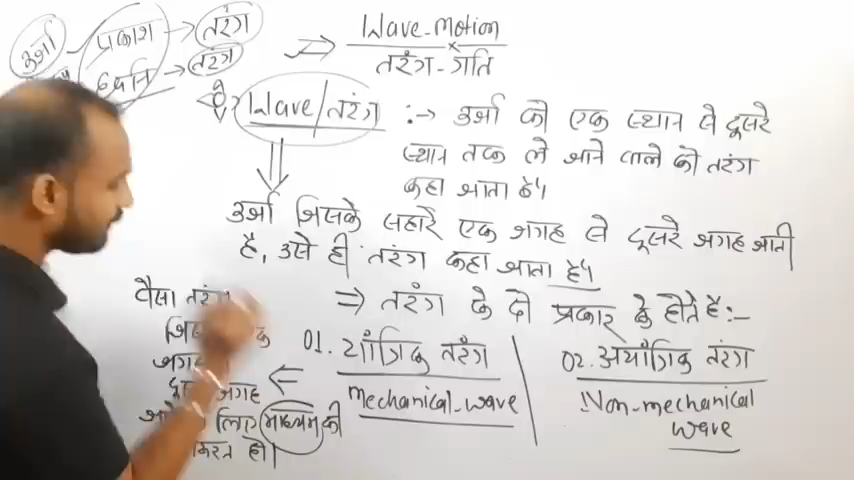 ऊर्जा प्रकाश → तरंग
ध्वनि → तरंग
⇒ Wave-Motion
तरंग-गति
Wave/तरंग :→ ऊर्जा को एक स्थान से दूसरे
स्थान तक ले जाने वाले को तरंग
कहा जाता है"
ऊर्जा जिसके सहारे एक जगह से दूसरे जगह जाती
है, उसे ही तरंग कहा जाता है"
⇒ तरंग के दो प्रकार के होते है:-
01. यांत्रिक तरंग
mechanical-wave
02. अयांत्रिक तरंग
Non-mechanical
wave
वैसा तरंग
जगह
लिए माध्यम की
हो।